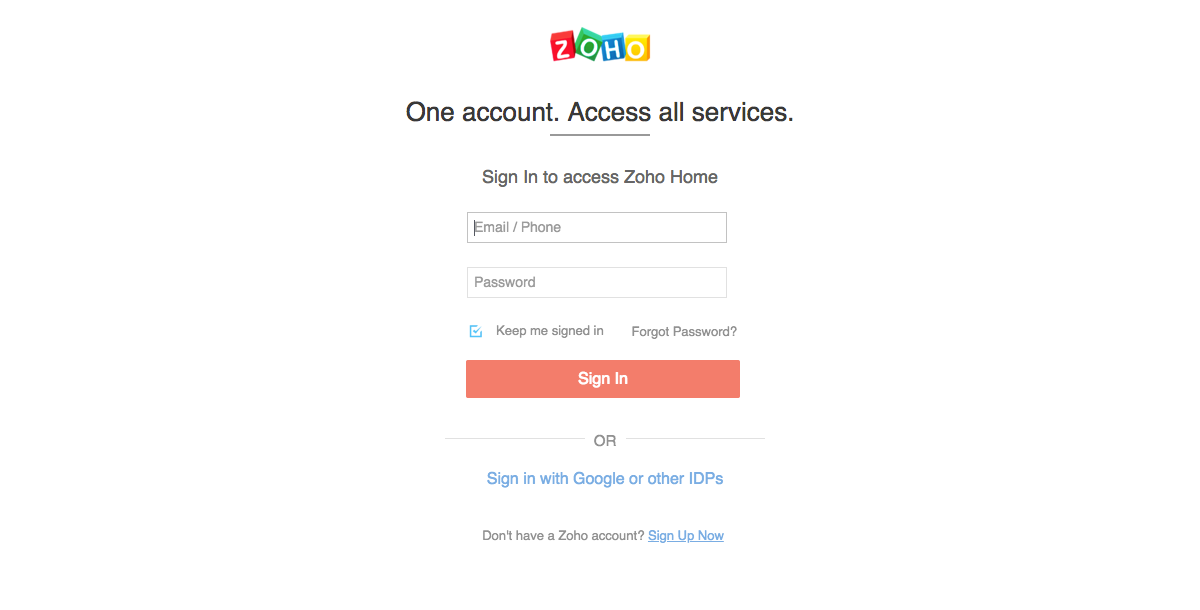 ZOHO
One account. Access all services.
Sign In to access Zoho Home
Email / Phone
Password
Keep me signed in Forgot Password?
Sign In
OR
Sign in with Google or other IDPs
Don't have a Zoho account? Sign Up Now